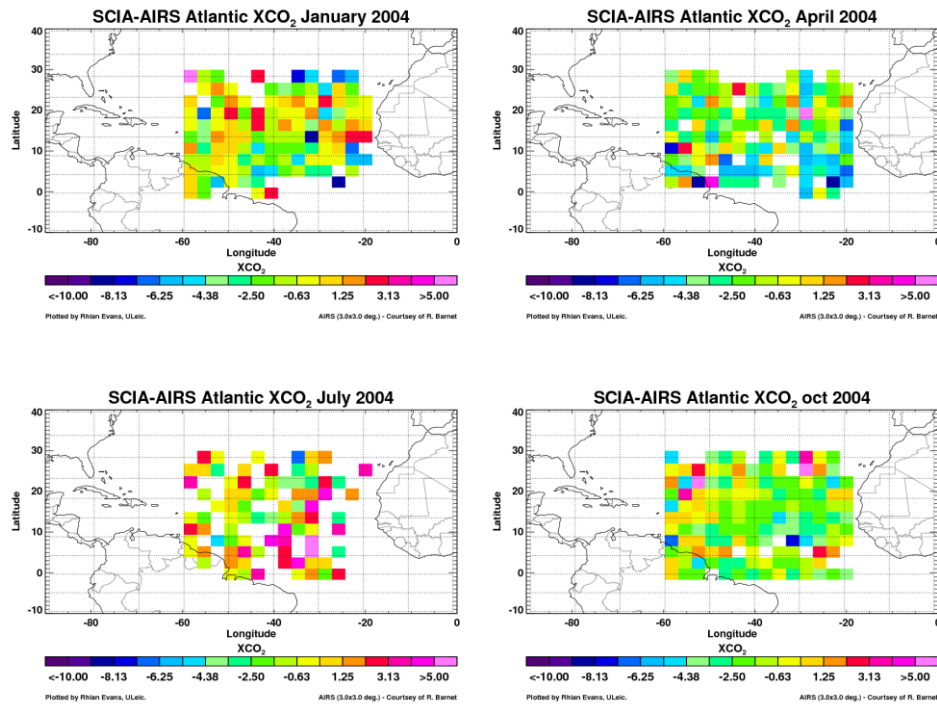 SCIA-AIRS Atlantic XCO₂ January 2004
40
30
20
10
0
-10
Latitude
-80 -60 -40 -20 0
Longitude
XCO₂
<-10.00 -8.13 -6.25 -4.38 -2.50 -0.63 1.25 3.13 >5.00
Plotted by Rhian Evans, ULeic. AIRS (3.0x3.0 deg.) - Courtsey of R. Barnet
SCIA-AIRS Atlantic XCO₂ April 2004
40
30
20
10
0
-10
Latitude
-80 -60 -40 -20 0
Longitude
XCO₂
<-10.00 -8.13 -6.25 -4.38 -2.50 -0.63 1.25 3.13 >5.00
Plotted by Rhian Evans, ULeic. AIRS (3.0x3.0 deg.) - Courtsey of R. Barnet
SCIA-AIRS Atlantic XCO₂ July 2004
40
30
20
10
0
-10
Latitude
-80 -60 -40 -20 0
Longitude
XCO₂
<-10.00 -8.13 -6.25 -4.38 -2.50 -0.63 1.25 3.13 >5.00
Plotted by Rhian Evans, ULeic. AIRS (3.0x3.0 deg.) - Courtsey of R. Barnet
SCIA-AIRS Atlantic XCO₂ oct 2004
40
30
20
10
0
-10
Latitude
-80 -60 -40 -20 0
Longitude
XCO₂
<-10.00 -8.13 -6.25 -4.38 -2.50 -0.63 1.25 3.13 >5.00
Plotted by Rhian Evans, ULeic. AIRS (3.0x3.0 deg.) - Courtsey of R. Barnet